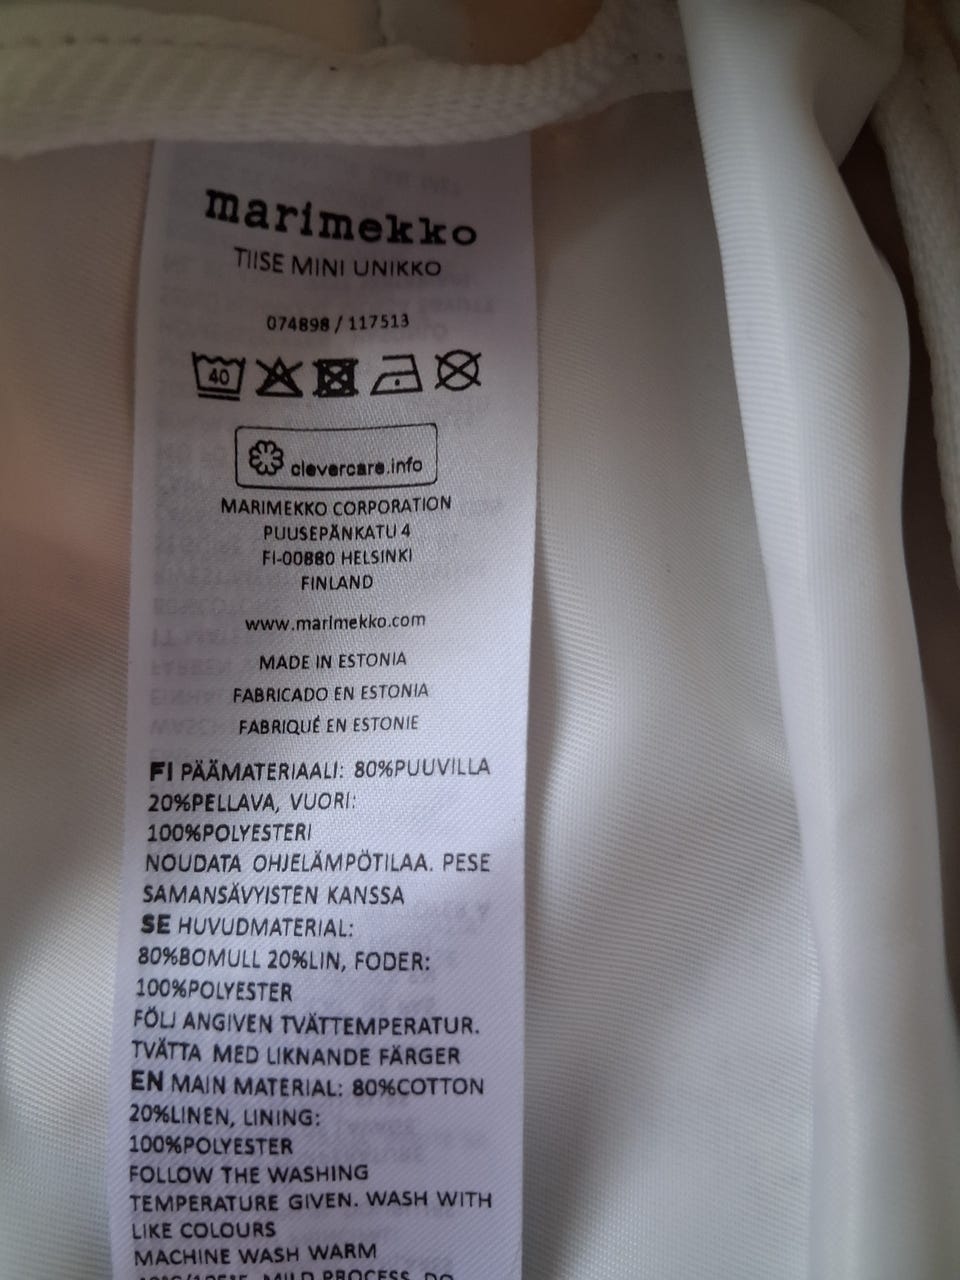 marimekko
TIISE MINI UNIKKO
074898 / 117513
40
clevercare.info
MARIMEKKO CORPORATION
PUUSEPÄNKATU 4
FI-00880 HELSINKI
FINLAND
www.marimekko.com
MADE IN ESTONIA
FABRICADO EN ESTONIA
FABRIQUÉ EN ESTONIE
FI PÄÄMATERIAALI: 80%PUUVILLA
20%PELLAVA, VUORI:
100%POLYESTERI
NOUDATA OHJELÄMPÖTILAA. PESE
SAMANSÄVYISTEN KANSSA
SE HUVUDMATERIAL:
80%BOMULL 20%LIN, FODER:
100%POLYESTER
FÖLJ ANGIVEN TVÄTTEMPERATUR.
TVÄTTA MED LIKNANDE FÄRGER
EN MAIN MATERIAL: 80%COTTON
20%LINEN, LINING:
100%POLYESTER
FOLLOW THE WASHING
TEMPERATURE GIVEN. WASH WITH
LIKE COLOURS
MACHINE WASH WARM
MILD PROCESS. DO